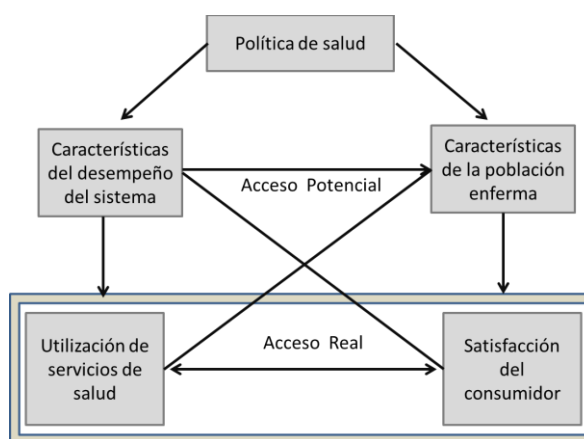 Política de salud
Características
del desempeño
del sistema
Características
de la población
enferma
Acceso Potencial
Utilización de
servicios de
salud
Acceso Real
Satisfacción
del
consumidor